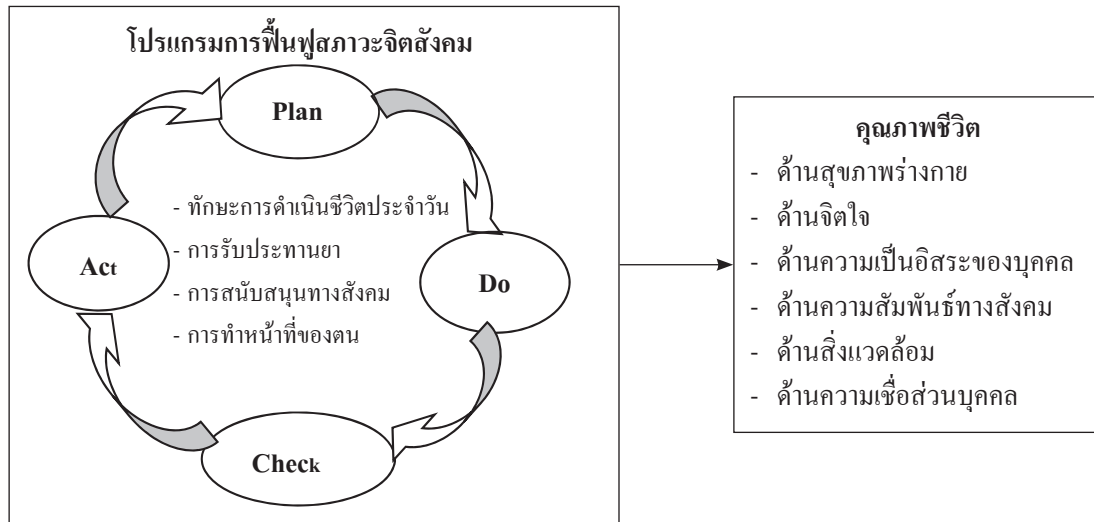 โปรแกรมการฟื้นฟูสภาวะจิตสังคม
Plan
- ทักษะการดำเนินชีวิตประจำวัน
- การรับประทานยา
- การสนับสนุนทางสังคม
- การทำหน้าที่ของตน
Act
Do
Check
คุณภาพชีวิต
- ด้านสุขภาพร่างกาย
- ด้านจิตใจ
- ด้านความเป็นอิสระของบุคคล
- ด้านความสัมพันธ์ทางสังคม
- ด้านสิ่งแวดล้อม
- ด้านความเชื่อส่วนบุคคล